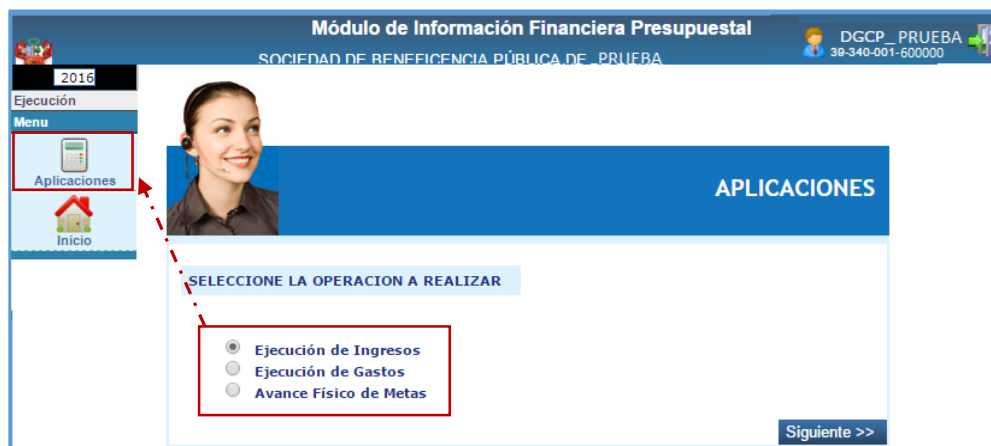 Módulo de Información Financiera Presupuestal
SOCIEDAD DE BENEFICENCIA PÚBLICA DE _PRUEBA
DGCP_ PRUEBA
39-340-001-600000
2016
Ejecución
Menu
Aplicaciones
Inicio
APLICACIONES
SELECCIONE LA OPERACION A REALIZAR
Ejecución de Ingresos
Ejecución de Gastos
Avance Físico de Metas
Siguiente >>